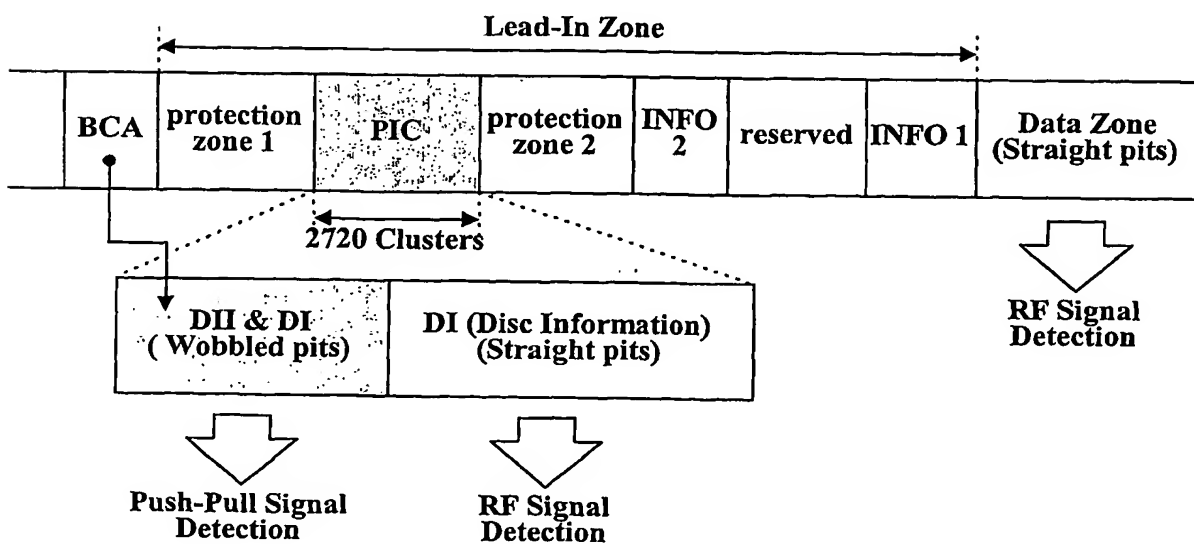 Lead-In Zone
BCA
protection
zone 1
PIC
protection
zone 2
INFO
2
reserved
INFO 1
Data Zone
(Straight pits)
2720 Clusters
DII & DI
( Wobbled pits)
DI (Disc Information)
(Straight pits)
RF Signal
Detection
Push-Pull Signal
Detection
RF Signal
Detection